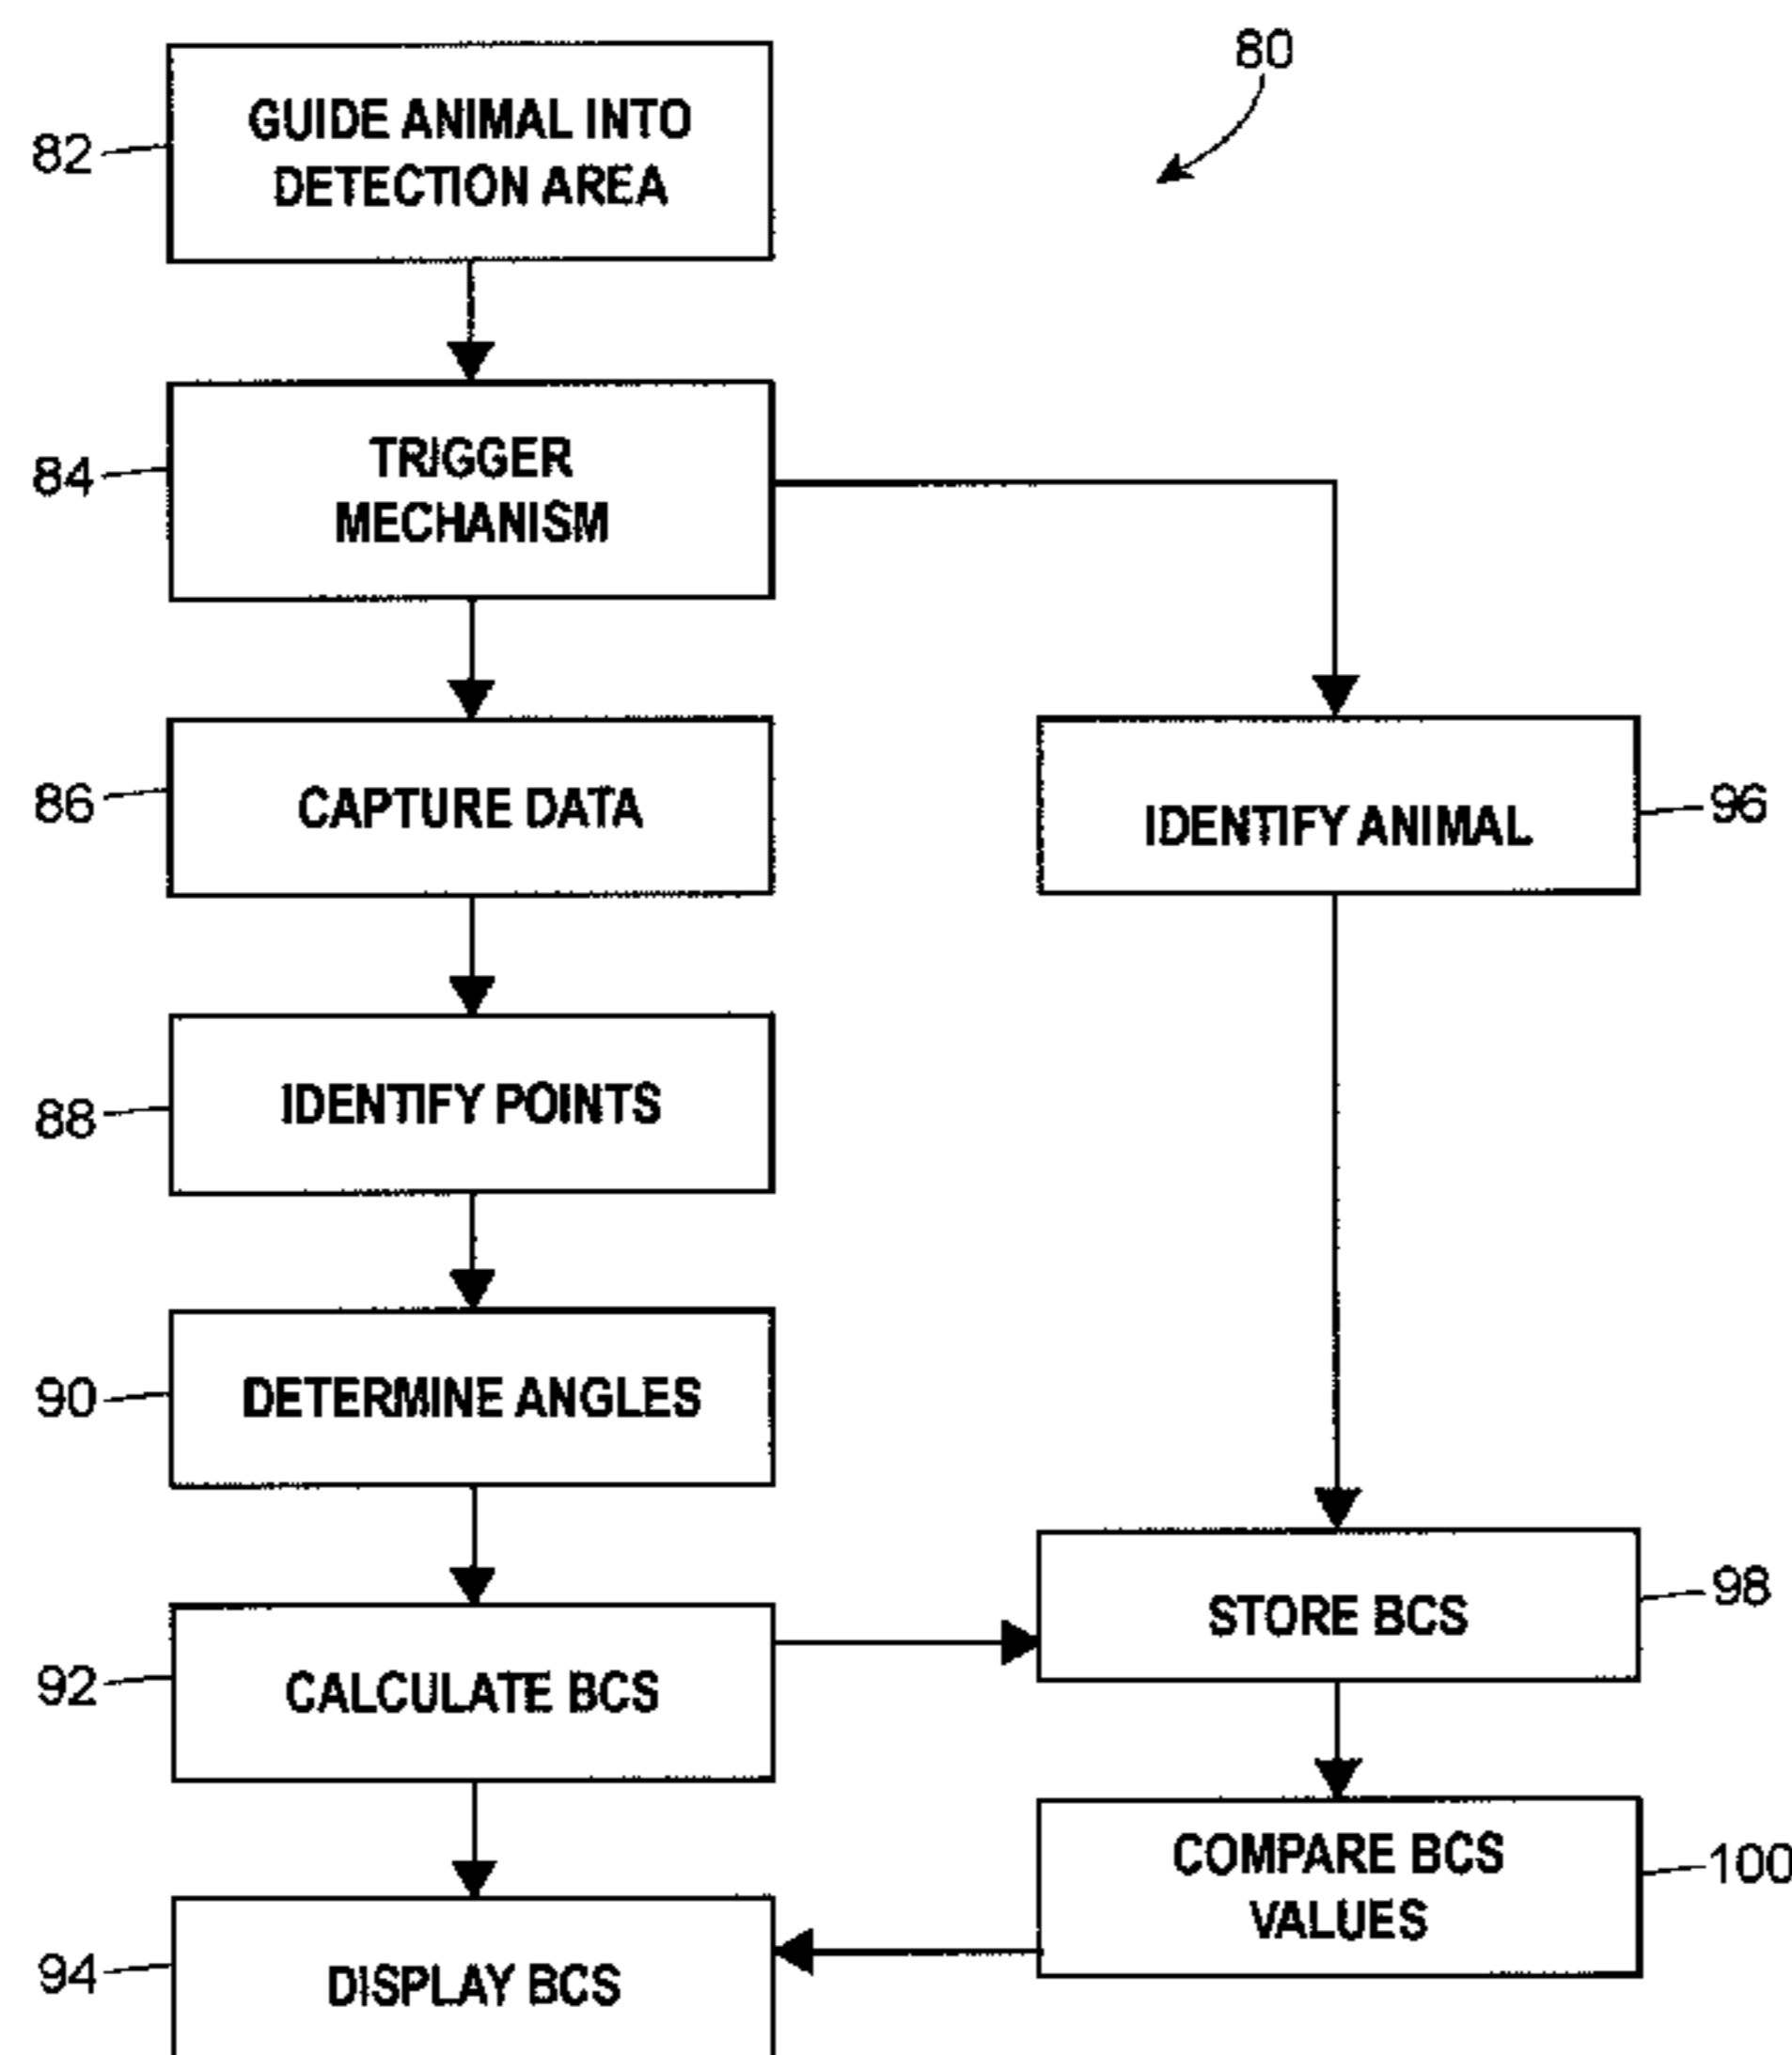 80
GUIDE ANIMAL INTO
DETECTION AREA
82
TRIGGER
MECHANISM
84
CAPTURE DATA
86
IDENTIFY ANIMAL
96
IDENTIFY POINTS
88
DETERMINE ANGLES
90
STORE BCS
98
CALCULATE BCS
92
COMPARE BCS
VALUES
100
DISPLAY BCS
94